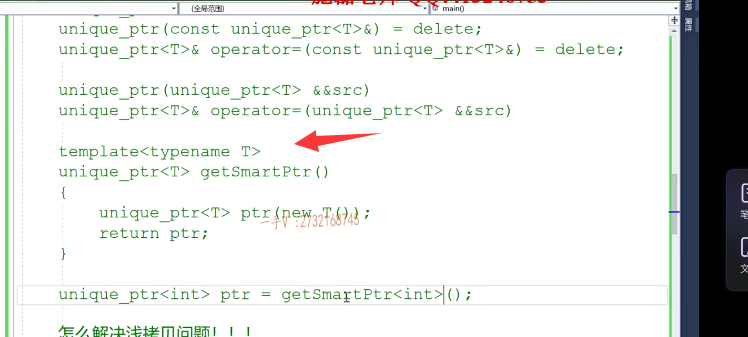 (全局范围)
main()
unique_ptr(const unique_ptr<T>&) = delete;
unique_ptr<T>& operator=(const unique_ptr<T>&) = delete;
unique_ptr(unique_ptr<T> &&src)
unique_ptr<T>& operator=(unique_ptr<T> &&src)
template<typename T>
unique_ptr<T> getSmartPtr()
{
unique_ptr<T> ptr(new T());
return ptr;
}
unique_ptr<int> ptr = getSmartPtr<int>();
怎么解决浅拷贝问题！！！
属性